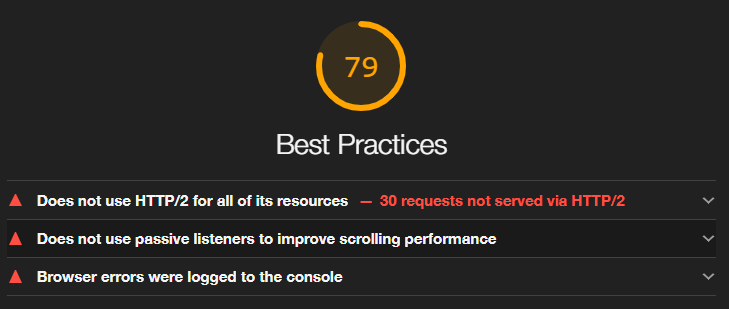 79
Best Practices
Does not use HTTP/2 for all of its resources — 30 requests not served via HTTP/2
Does not use passive listeners to improve scrolling performance
Browser errors were logged to the console